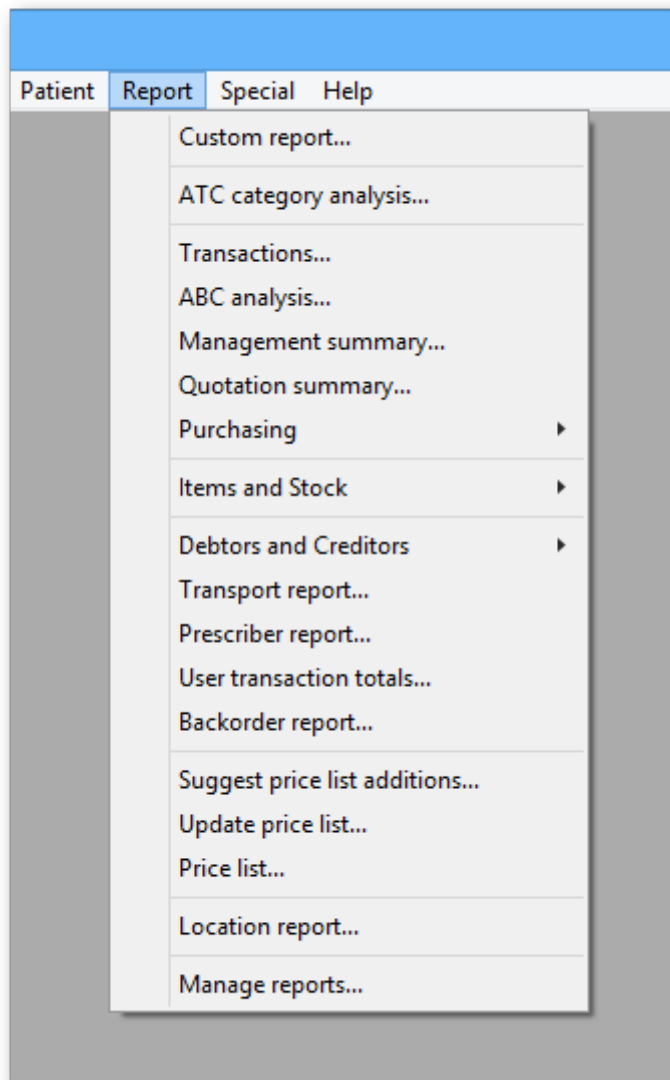 Patient Report Special Help
Custom report...
ATC category analysis...
Transactions...
ABC analysis...
Management summary...
Quotation summary...
Purchasing
Items and Stock
Debtors and Creditors
Transport report...
Prescriber report...
User transaction totals...
Backorder report...
Suggest price list additions...
Update price list...
Price list...
Location report...
Manage reports...